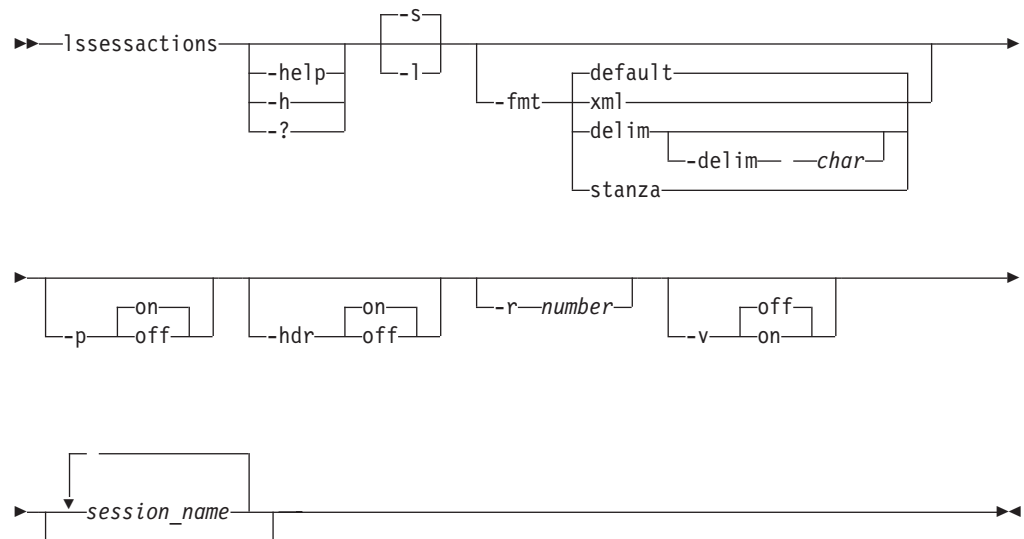 -s
lssessactions
-help
-l
-h
-?
default
-fmt xml
delim
-delim char
stanza
on on off
-p off -hdr off -r number -v on
session_name